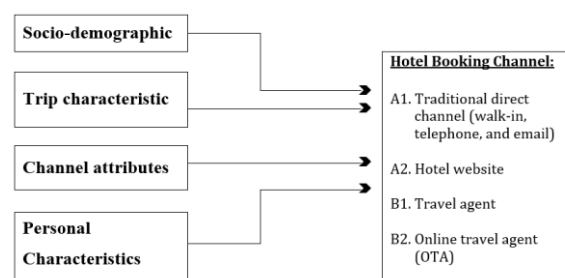 Socio-demographic
Trip characteristic
Channel attributes
Personal
Characteristics
Hotel Booking Channel:
A1. Traditional direct
channel (walk-in,
telephone, and email)
A2. Hotel website
B1. Travel agent
B2. Online travel agent
(OTA)